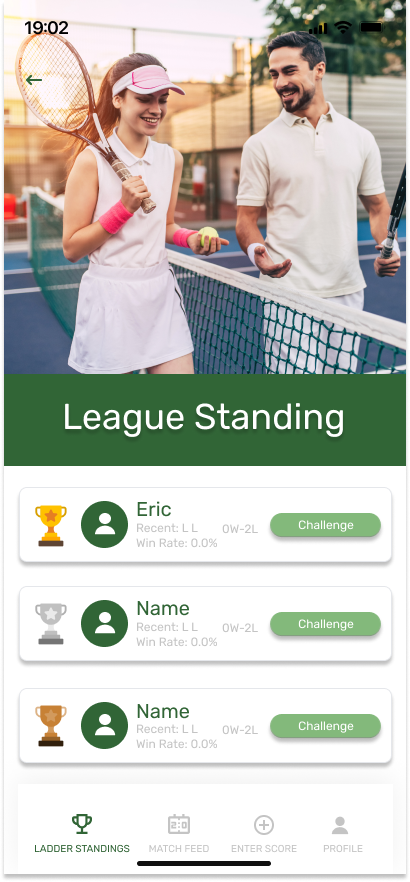 19:02
League Standing
Eric
Recent: L L
0W-2L
Win Rate: 0.0%
Challenge
Name
Recent: L L
0W-2L
Win Rate: 0.0%
Challenge
Name
Recent: L L
0W-2L
Win Rate: 0.0%
Challenge
2:0
LADDER STANDINGS
MATCH FEED
ENTER SCORE
PROFILE